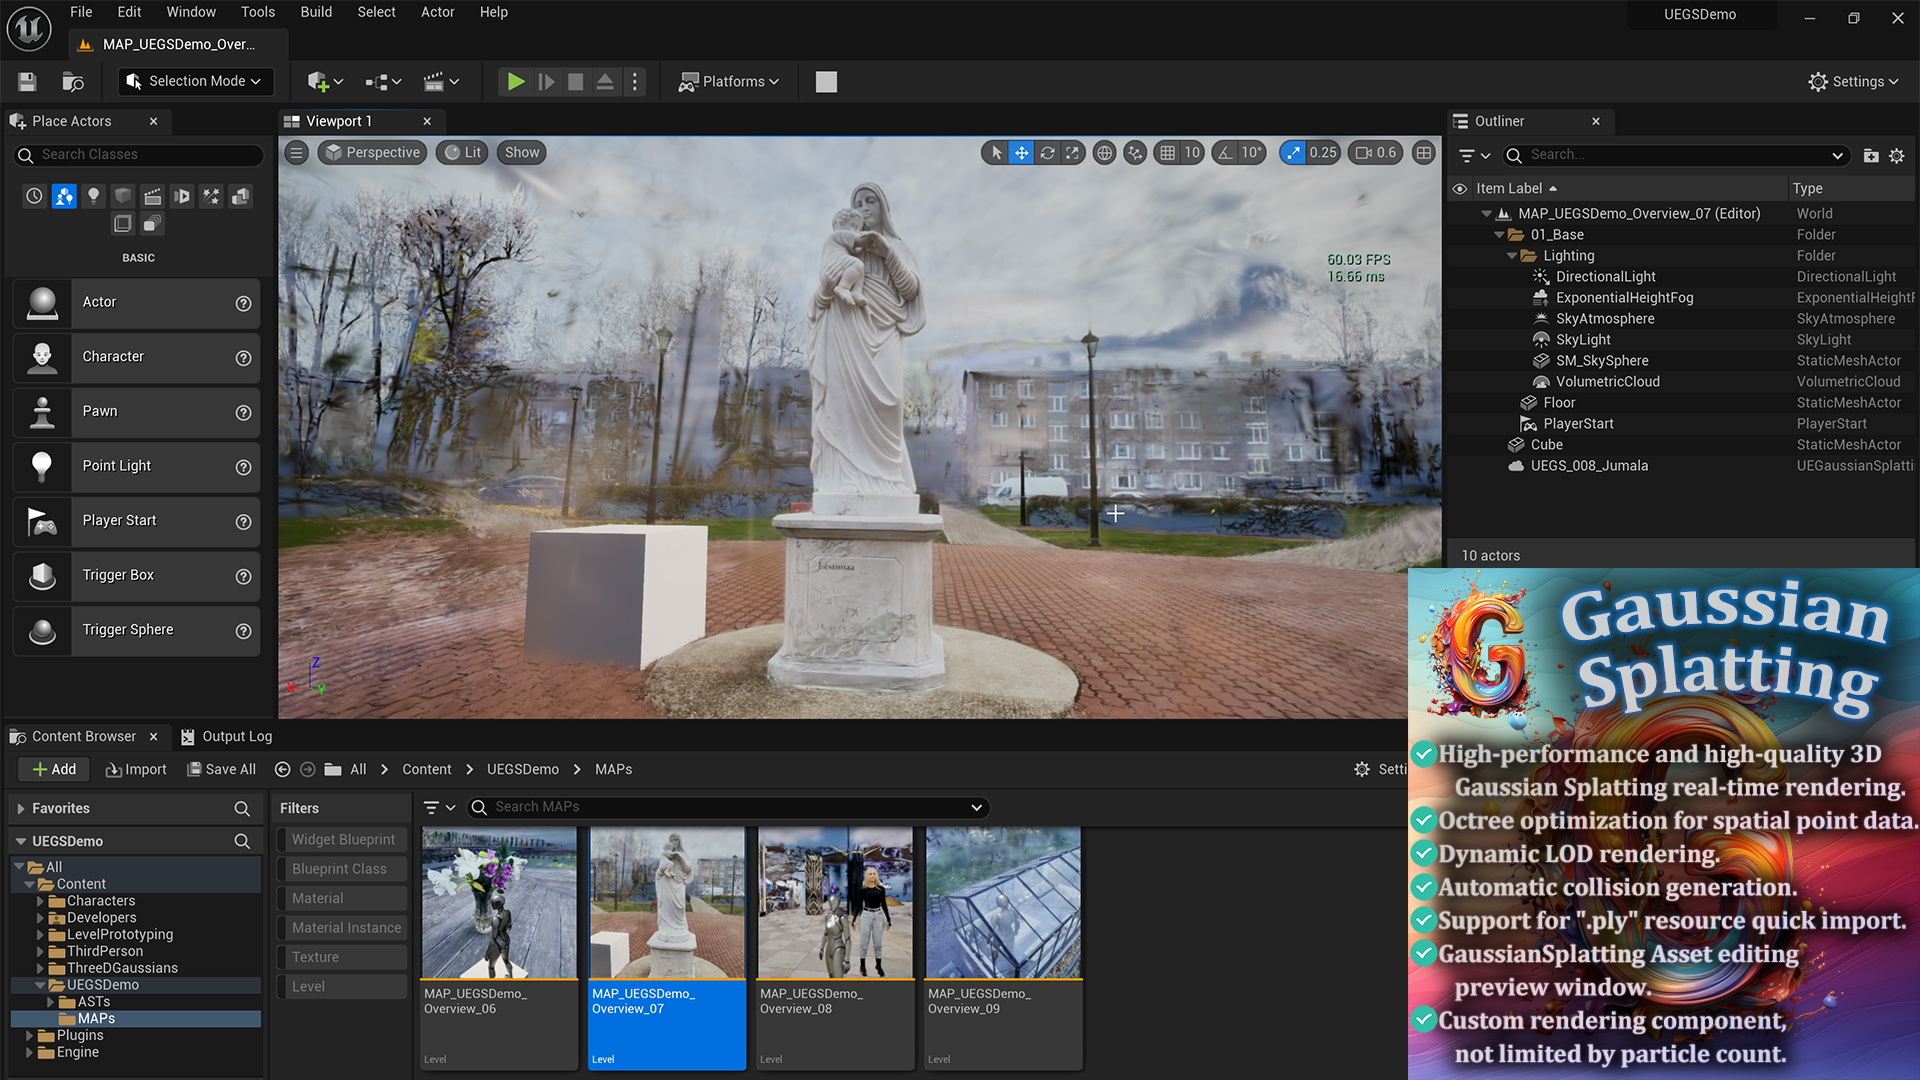 File Edit Window Tools Build Select Actor Help
UEGSDemo
MAP_UEGSDemo_Over...
Selection Mode
Platforms
Settings
Place Actors
Search Classes
BASIC
Actor
Character
Pawn
Point Light
Player Start
Trigger Box
Trigger Sphere
Viewport 1
Perspective Lit Show
10 10° 0.25 0.6
60.03 FPS
16.66 ms
Z
X Y
Outliner
Search...
Item Label Type
MAP_UEGSDemo_Overview_07 (Editor) World
01_Base Folder
Lighting Folder
DirectionalLight DirectionalLight
ExponentialHeightFog ExponentialHeightF
SkyAtmosphere SkyAtmosphere
SkyLight SkyLight
SM_SkySphere StaticMeshActor
VolumetricCloud VolumetricCloud
Floor StaticMeshActor
PlayerStart PlayerStart
Cube StaticMeshActor
UEGS_008_Jumala UEGaussianSplatti
10 actors
Content Browser Output Log
Add Import Save All All Content UEGSDemo MAPs Setti
Favorites
UEGSDemo
All
Content
Characters
Developers
LevelPrototyping
ThirdPerson
ThreeDGaussians
UEGSDemo
ASTs
MAPs
Plugins
Engine
Filters
Widget Blueprint
Blueprint Class
Material
Material Instance
Texture
Level
Search MAPs
MAP_UEGSDemo_
Overview_06
Level
MAP_UEGSDemo_
Overview_07
Level
MAP_UEGSDemo_
Overview_08
Level
MAP_UEGSDemo_
Overview_09
Level
G
Gaussian
Splatting
High-performance and high-quality 3D
Gaussian Splatting real-time rendering.
Octree optimization for spatial point data.
Dynamic LOD rendering.
Automatic collision generation.
Support for ".ply" resource quick import.
GaussianSplatting Asset editing
preview window.
Custom rendering component,
not limited by particle count.